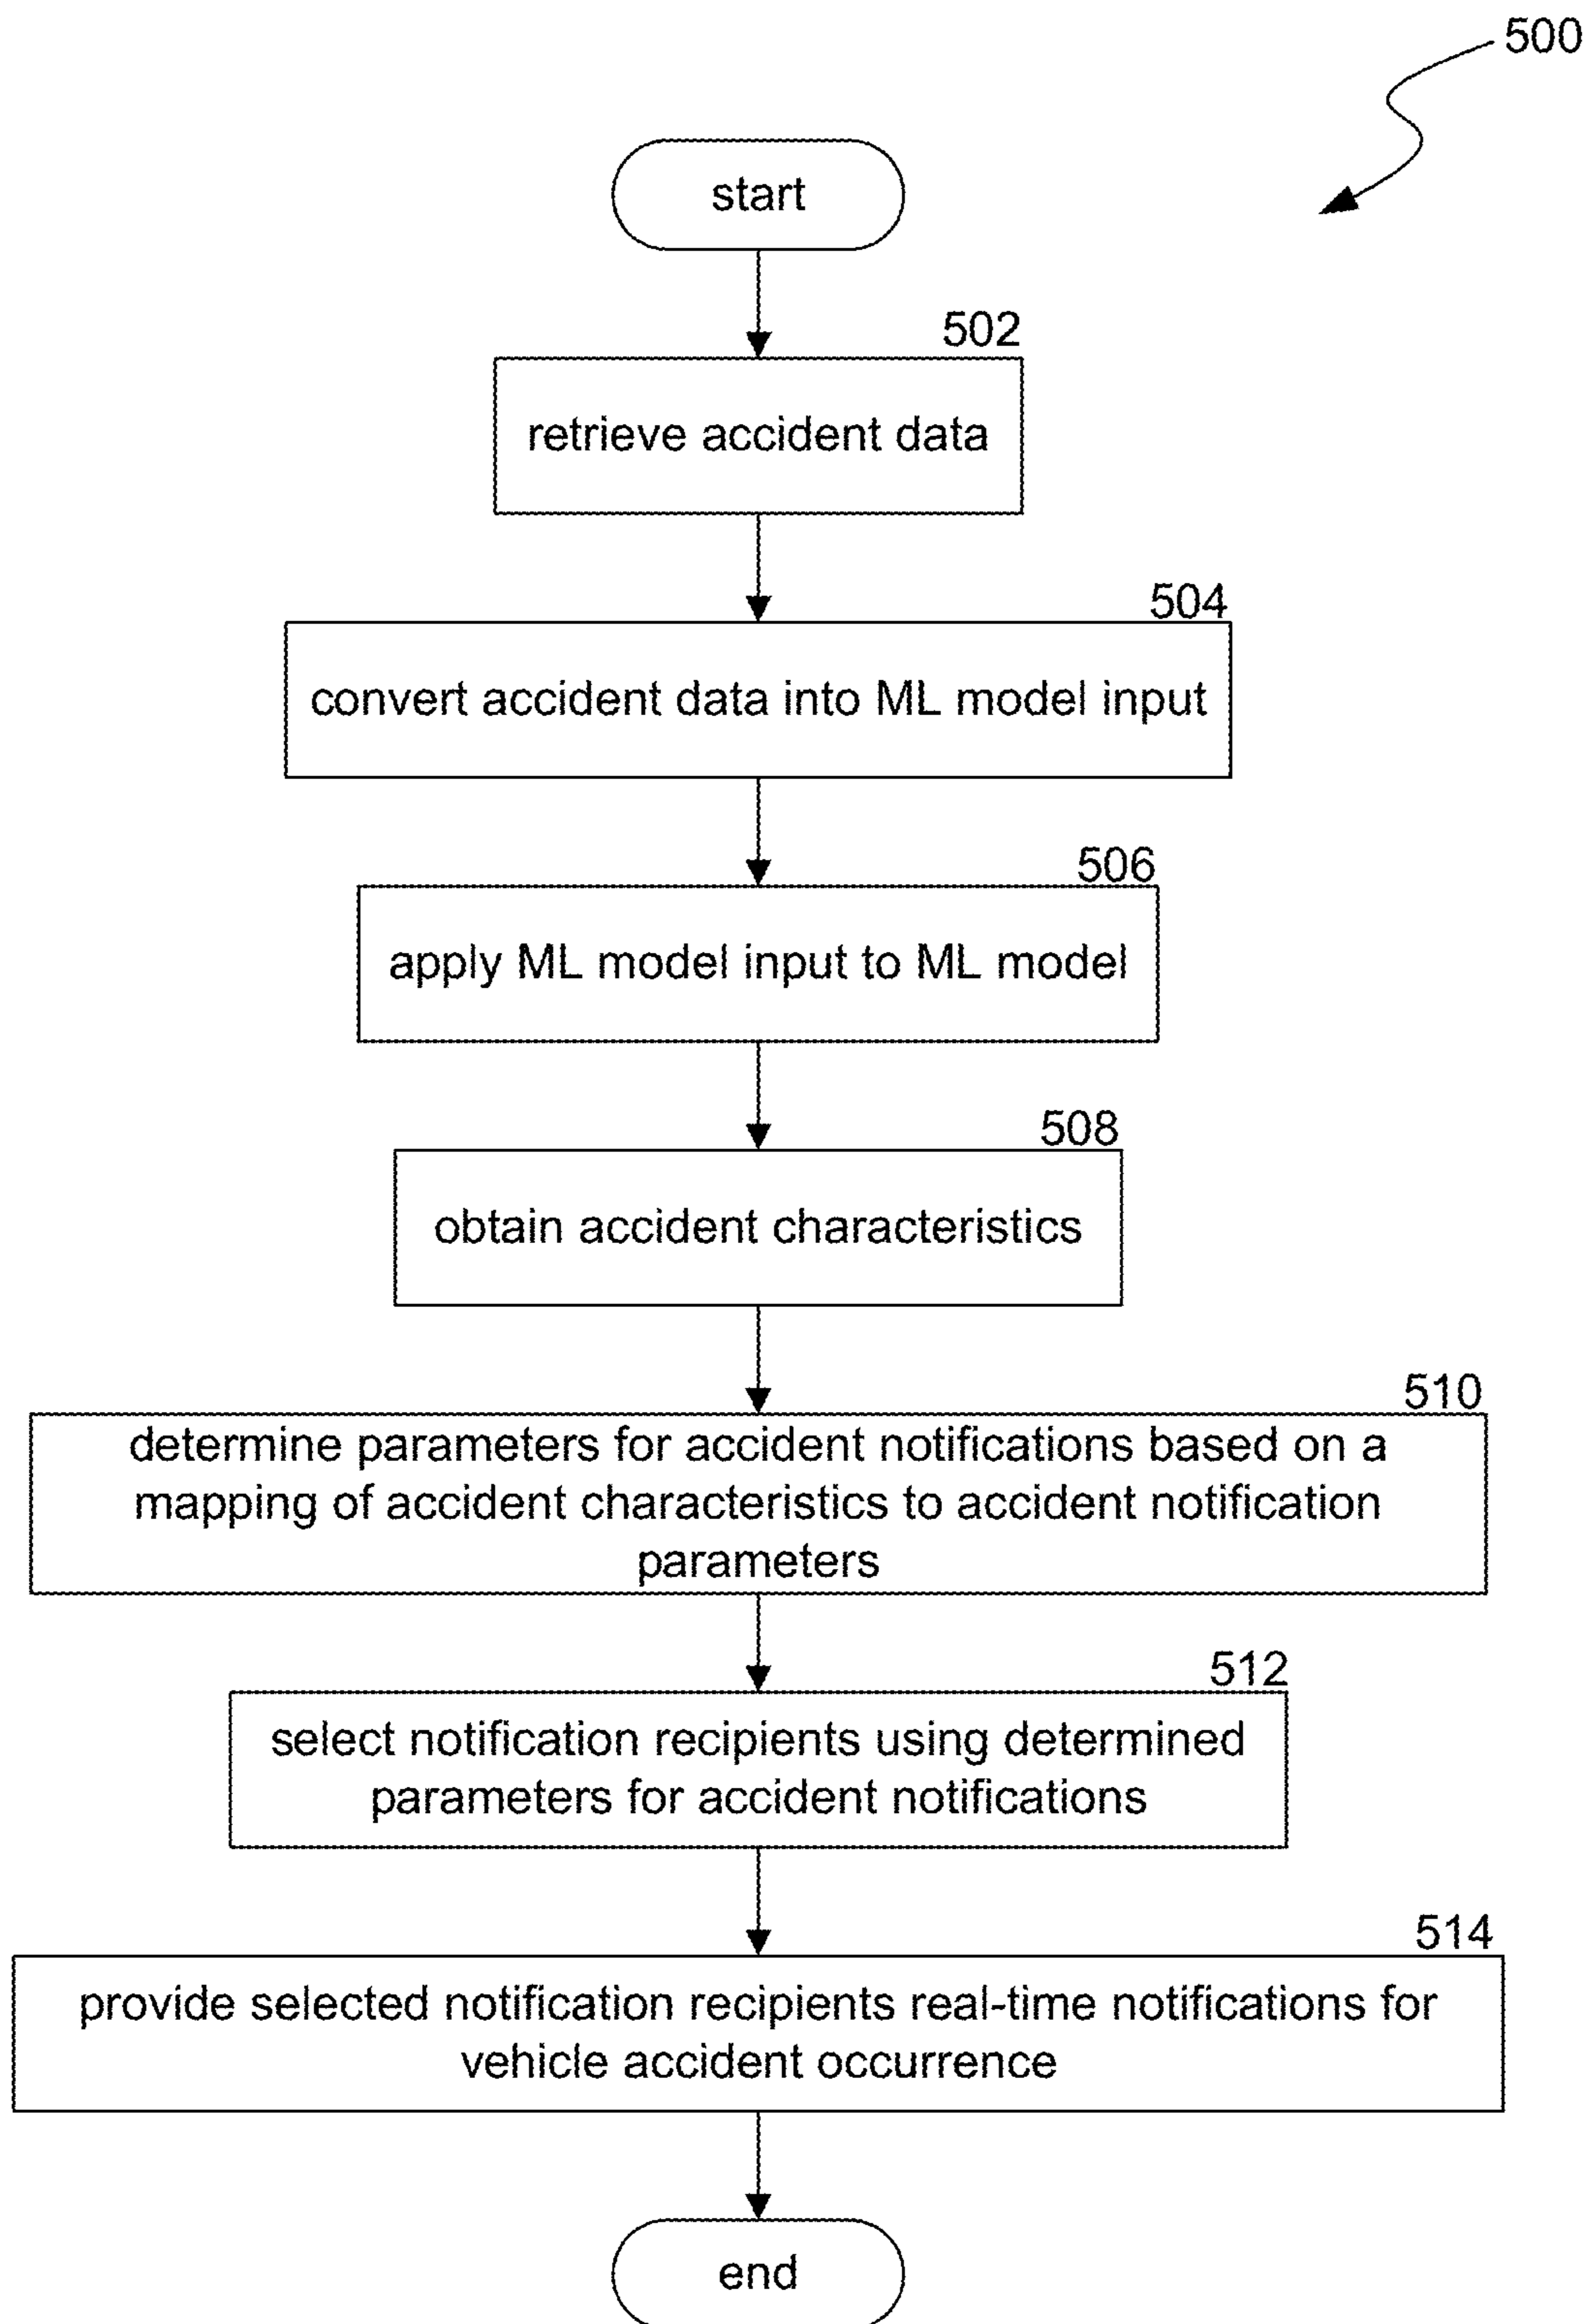 500
start
502
retrieve accident data
504
convert accident data into ML model input
506
apply ML model input to ML model
508
obtain accident characteristics
510
determine parameters for accident notifications based on a
mapping of accident characteristics to accident notification
parameters
512
select notification recipients using determined
parameters for accident notifications
514
provide selected notification recipients real-time notifications for
vehicle accident occurrence
end